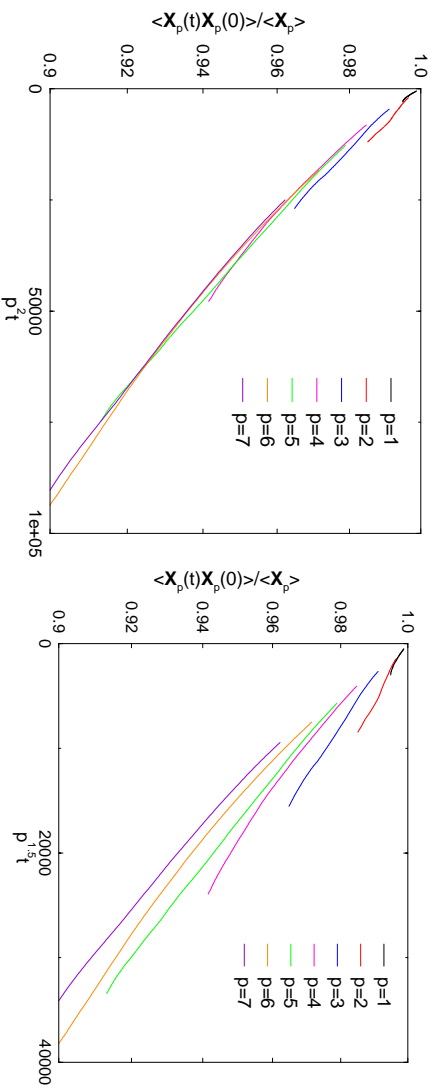 <X_p(t)X_p(0)>/<X_p>
1.0
0.98
0.96
0.94
0.92
0.9
0
50000
1e+05
p^2t
p=1
p=2
p=3
p=4
p=5
p=6
p=7
<X_p(t)X_p(0)>/<X_p>
1.0
0.98
0.96
0.94
0.92
0.9
0
20000
40000
p^1.5t
p=1
p=2
p=3
p=4
p=5
p=6
p=7